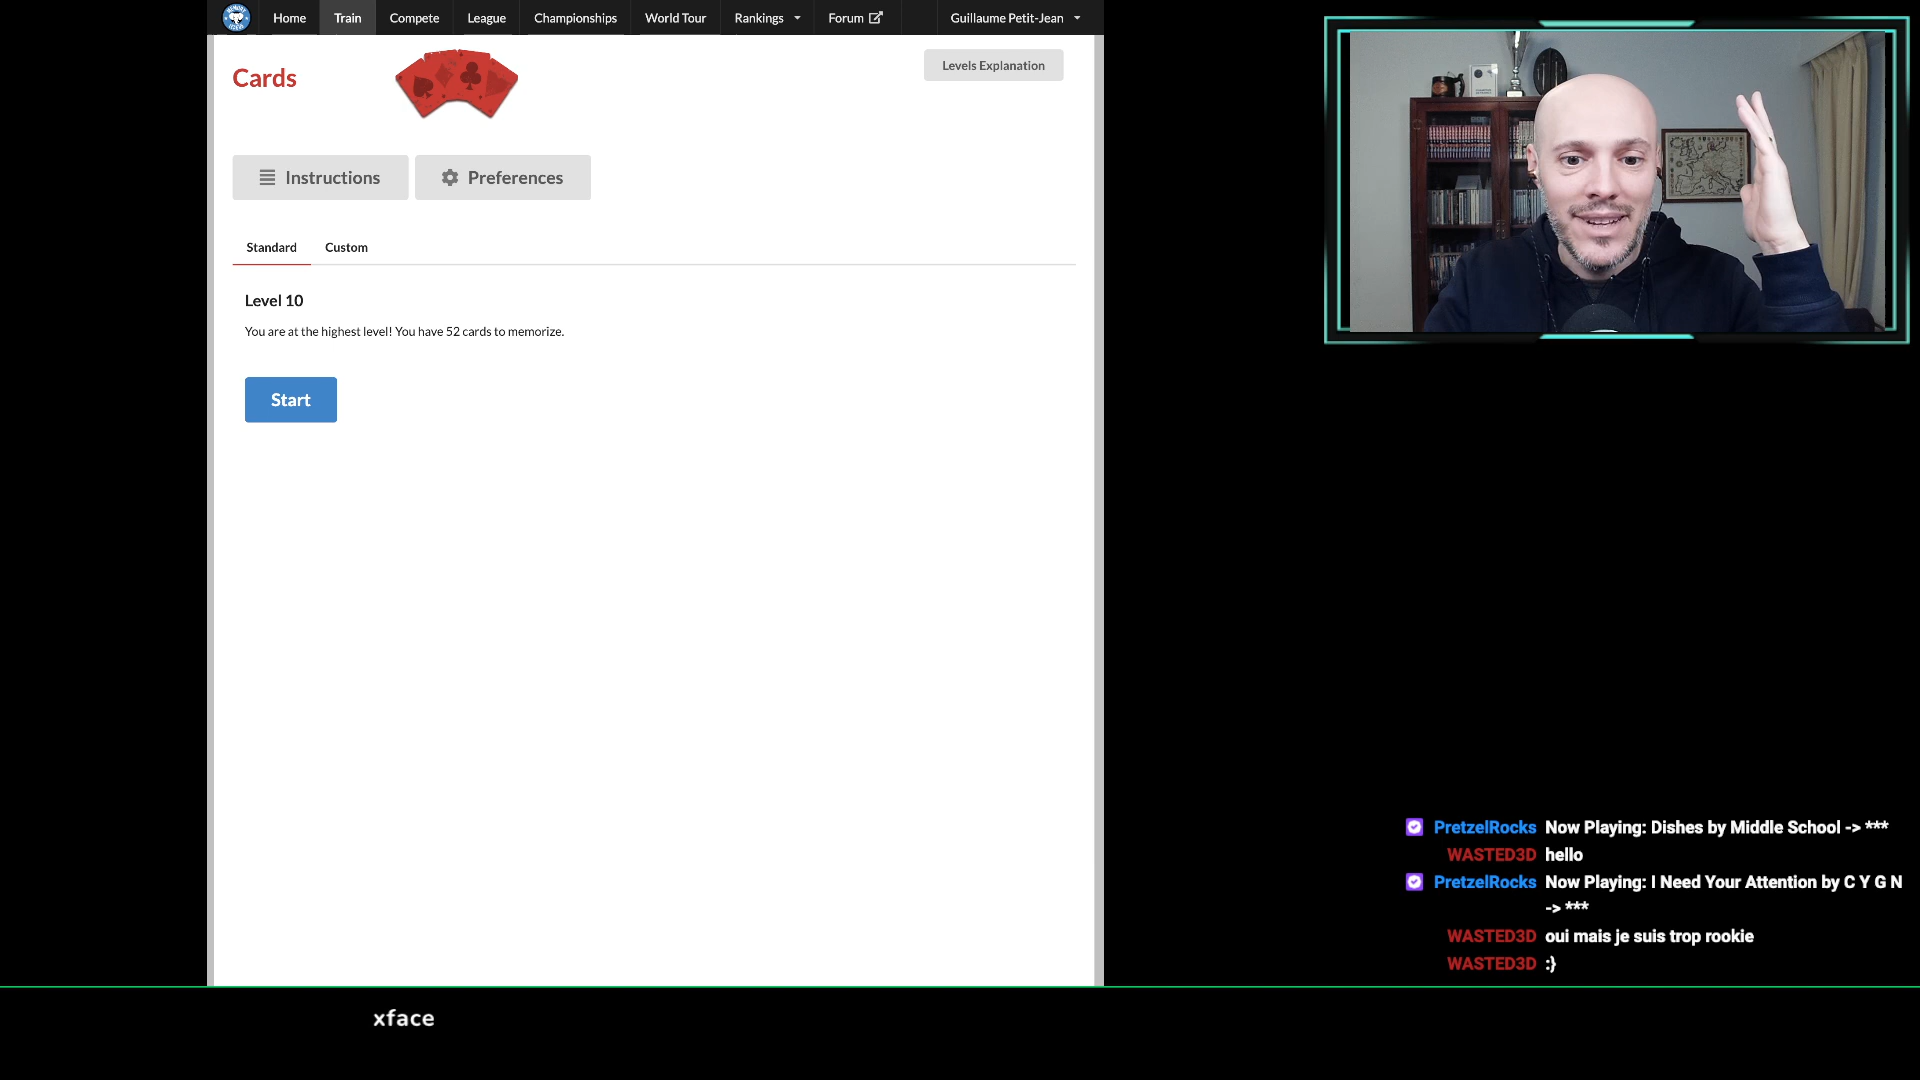 Home Train Compete League Championships World Tour Rankings Forum Guillaume Petit-Jean
Cards
Levels Explanation
Instructions Preferences
Standard Custom
Level 10
You are at the highest level! You have 52 cards to memorize.
Start
PretzelRocks Now Playing: Dishes by Middle School -> ***
WASTED3D hello
PretzelRocks Now Playing: I Need Your Attention by C Y G N
-> ***
WASTED3D oui mais je suis trop rookie
WASTED3D :}
xface